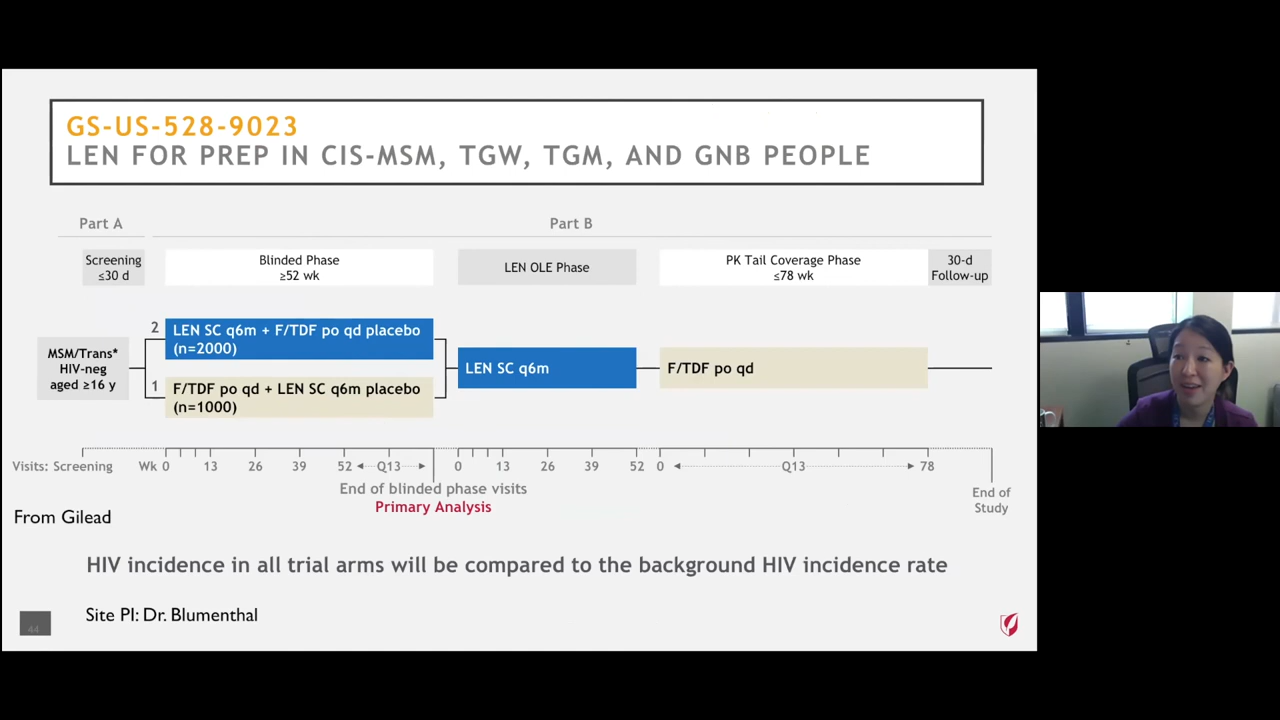 GS-US-528-9023
LEN FOR PREP IN CIS-MSM, TGW, TGM, AND GNB PEOPLE
Part A
Part B
Screening
≤30 d
Blinded Phase
≥52 wk
LEN OLE Phase
PK Tail Coverage Phase
≤78 wk
30-d
Follow-up
MSM/Trans*
HIV-neg
aged ≥16 y
2
LEN SC q6m + F/TDF po qd placebo
(n=2000)
1
F/TDF po qd + LEN SC q6m placebo
(n=1000)
LEN SC q6m
F/TDF po qd
Visits: Screening Wk 0 13 26 39 52 Q13 0 13 26 39 52 0 Q13 78
End of blinded phase visits
Primary Analysis
End of
Study
From Gilead
HIV incidence in all trial arms will be compared to the background HIV incidence rate
Site PI: Dr. Blumenthal
44